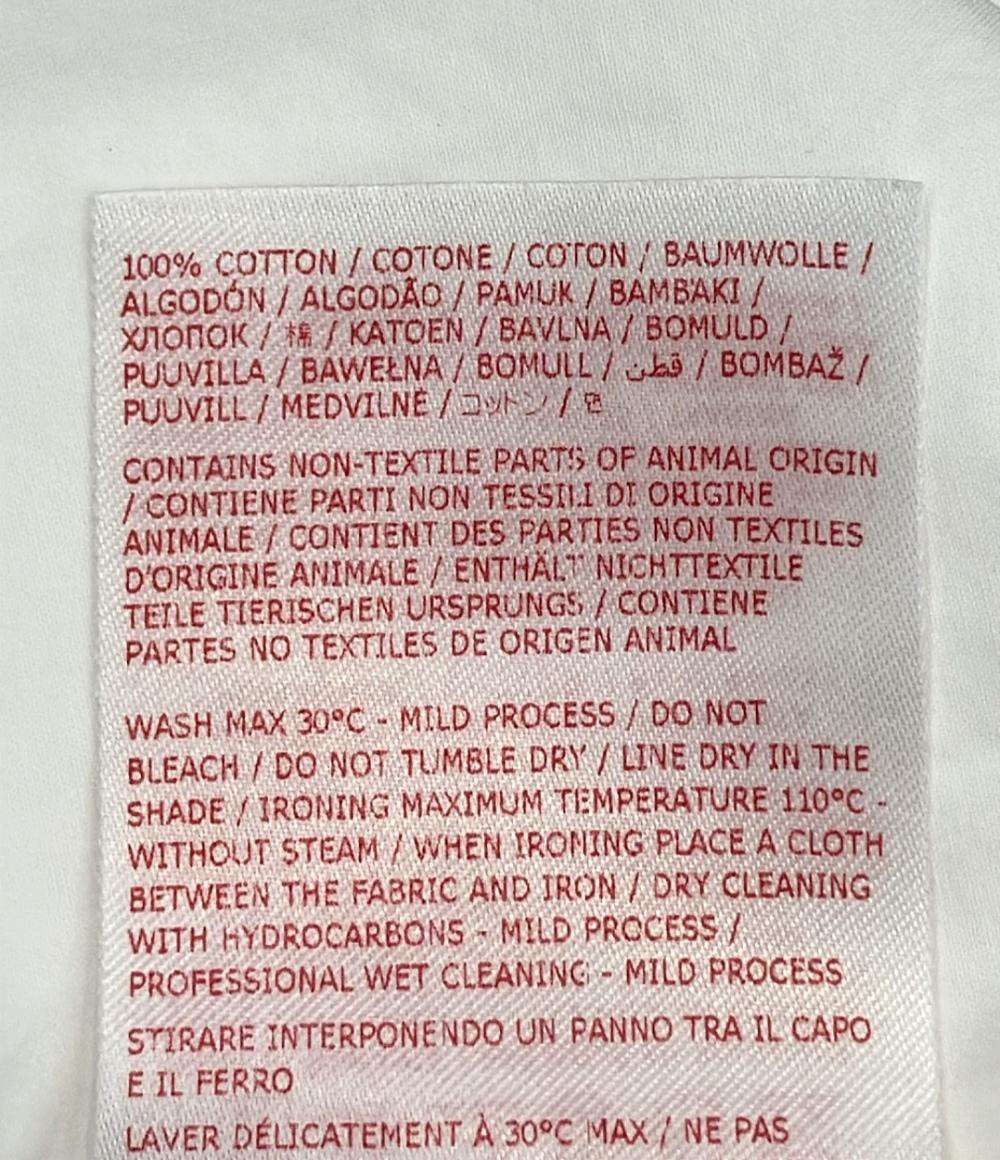 100% COTTON / COTONE / COTON / BAUMWOLLE /
ALGODÓN / ALGODÃO / PAMUK / BAMBAKI /
ХЛОПОК / 棉 / KATOEN / BAVLNA / BOMULD /
PUUVILLA / BAWEŁNA / BOMULL / قطن / BOMBAŽ /
PUUVILL / MEDVILNĖ / コットン / 면
CONTAINS NON-TEXTILE PARTS OF ANIMAL ORIGIN
/ CONTIENE PARTI NON TESSILI DI ORIGINE
ANIMALE / CONTIENT DES PARTIES NON TEXTILES
D'ORIGINE ANIMALE / ENTHÄLT NICHTTEXTILE
TEILE TIERISCHEN URSPRUNGS / CONTIENE
PARTES NO TEXTILES DE ORIGEN ANIMAL
WASH MAX 30°C - MILD PROCESS / DO NOT
BLEACH / DO NOT TUMBLE DRY / LINE DRY IN THE
SHADE / IRONING MAXIMUM TEMPERATURE 110°C -
WITHOUT STEAM / WHEN IRONING PLACE A CLOTH
BETWEEN THE FABRIC AND IRON / DRY CLEANING
WITH HYDROCARBONS - MILD PROCESS /
PROFESSIONAL WET CLEANING - MILD PROCESS
STIRARE INTERPONENDO UN PANNO TRA IL CAPO
E IL FERRO
LAVER DÉLICATEMENT À 30°C MAX / NE PAS